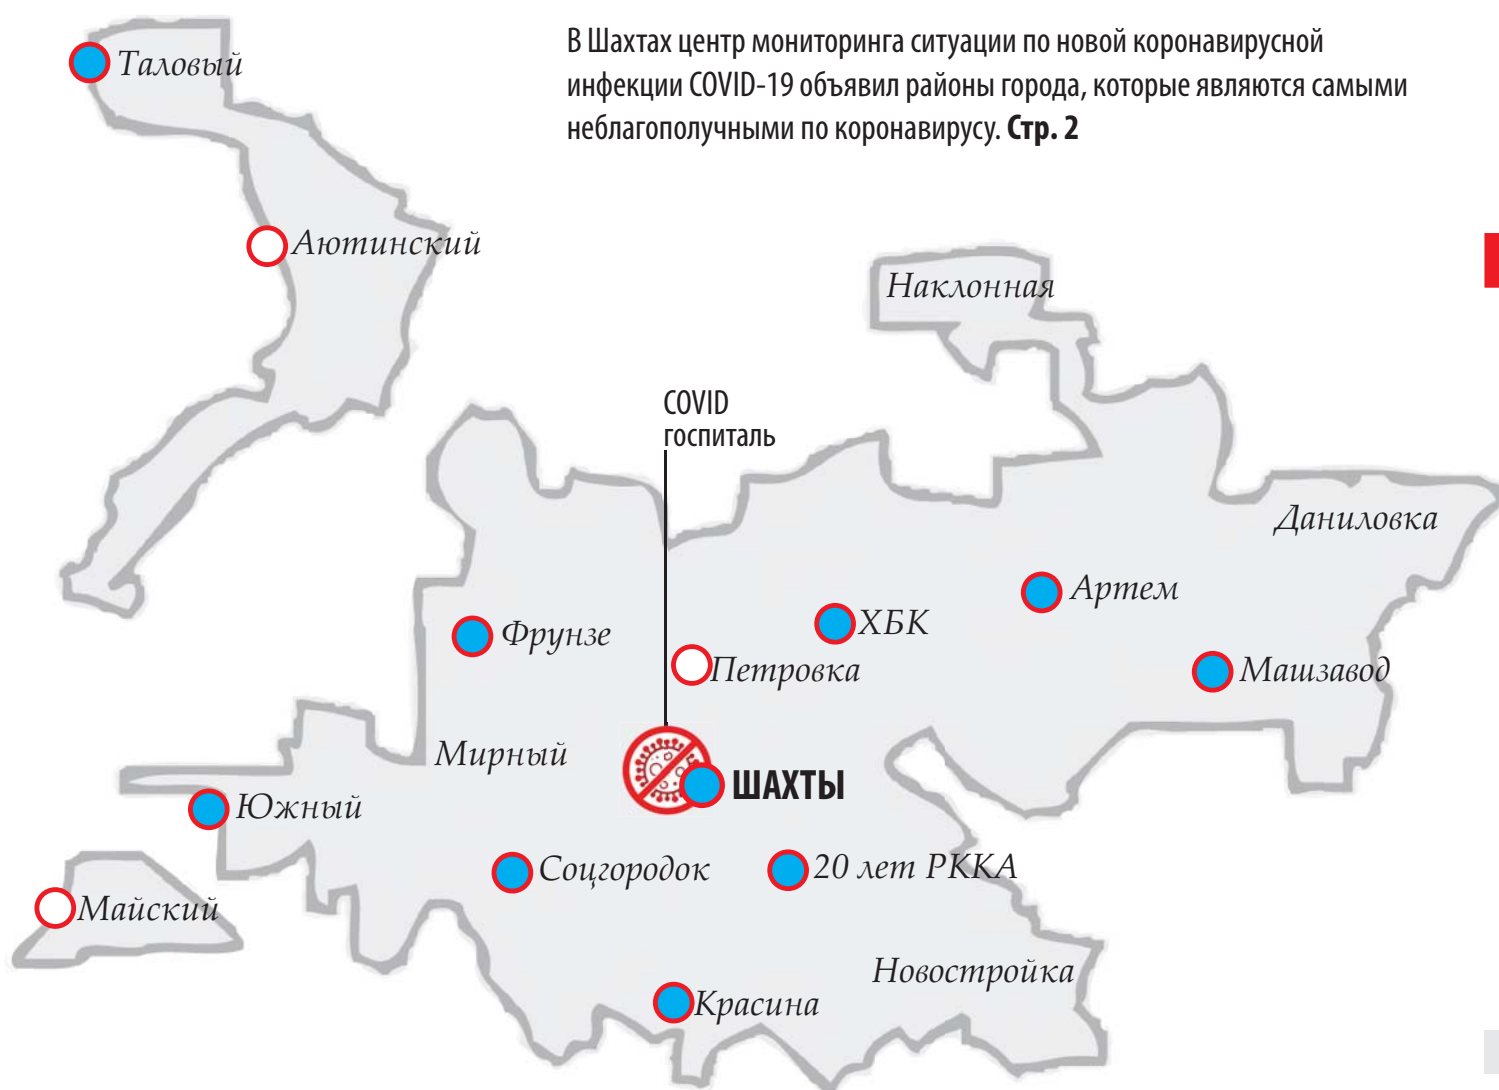 В Шахтах центр мониторинга ситуации по новой коронавирусной
инфекции COVID-19 объявил районы города, которые являются самыми
неблагополучными по коронавирусу. Стр. 2
Таловый
Аютинский
Наклонная
COVID
госпиталь
Даниловка
Артем
ХБК
Фрунзе
Петровка
Машзавод
Мирный
ШАХТЫ
Южный
Соцгородок
20 лет РККА
Майский
Новостройка
Красина